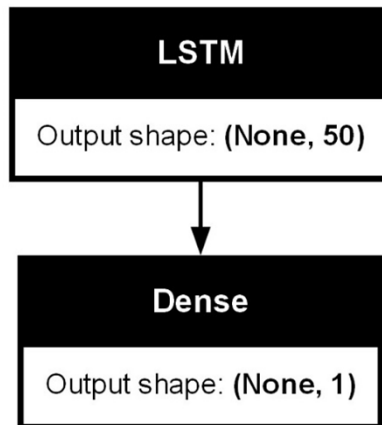 LSTM
Output shape: (None, 50)
Dense
Output shape: (None, 1)